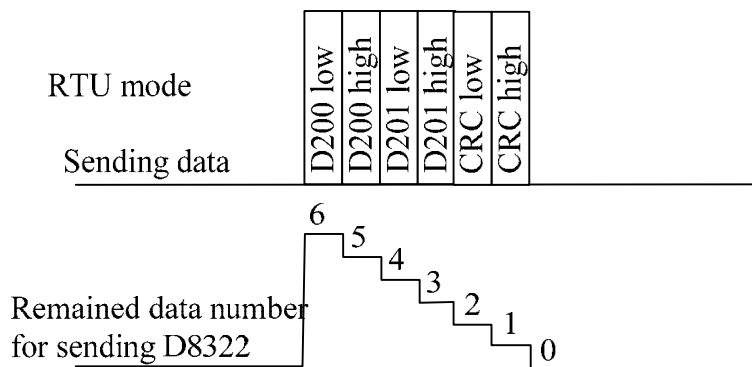 RTU mode
Sending data
D200 low
D200 high
D201 low
D201 high
CRC low
CRC high
6
5
4
3
2
1
0
Remained data number
for sending D8322